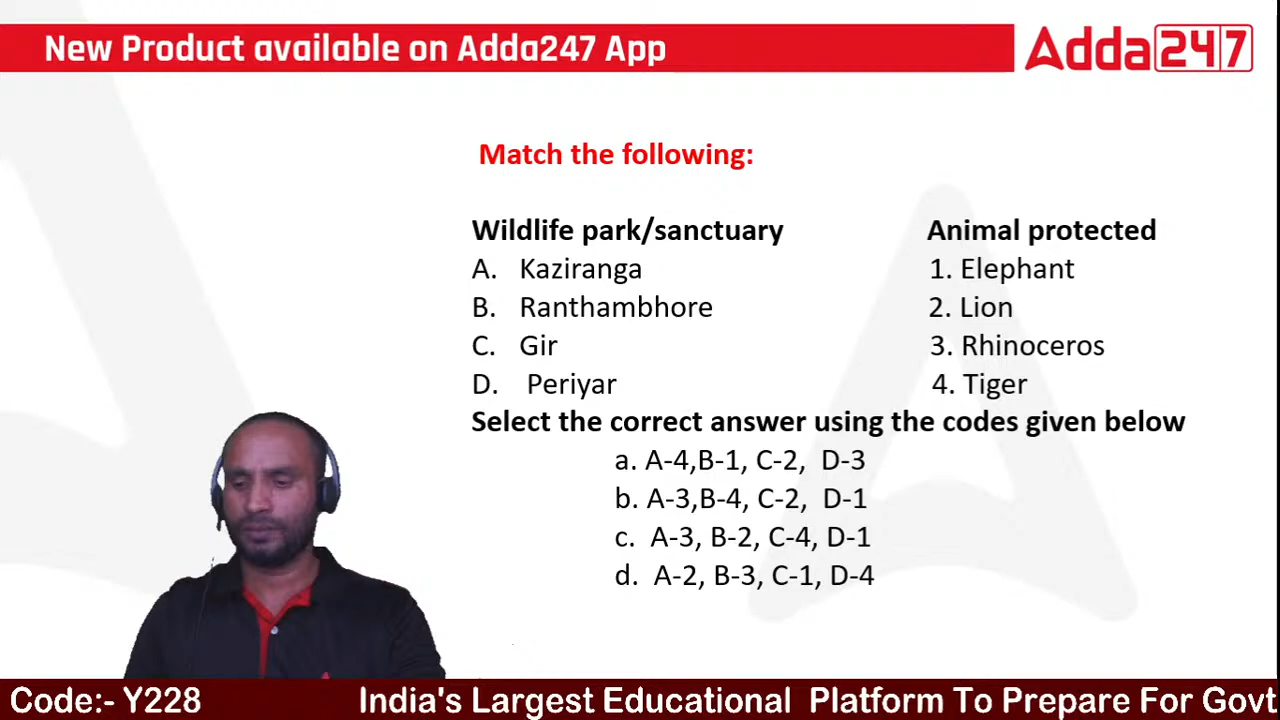 New Product available on Adda247 App
Adda247
Match the following:
Wildlife park/sanctuary Animal protected
A. Kaziranga 1. Elephant
B. Ranthambhore 2. Lion
C. Gir 3. Rhinoceros
D. Periyar 4. Tiger
Select the correct answer using the codes given below
a. A-4,B-1, C-2, D-3
b. A-3,B-4, C-2, D-1
c. A-3, B-2, C-4, D-1
d. A-2, B-3, C-1, D-4
Code:- Y228 India's Largest Educational Platform To Prepare For Govt